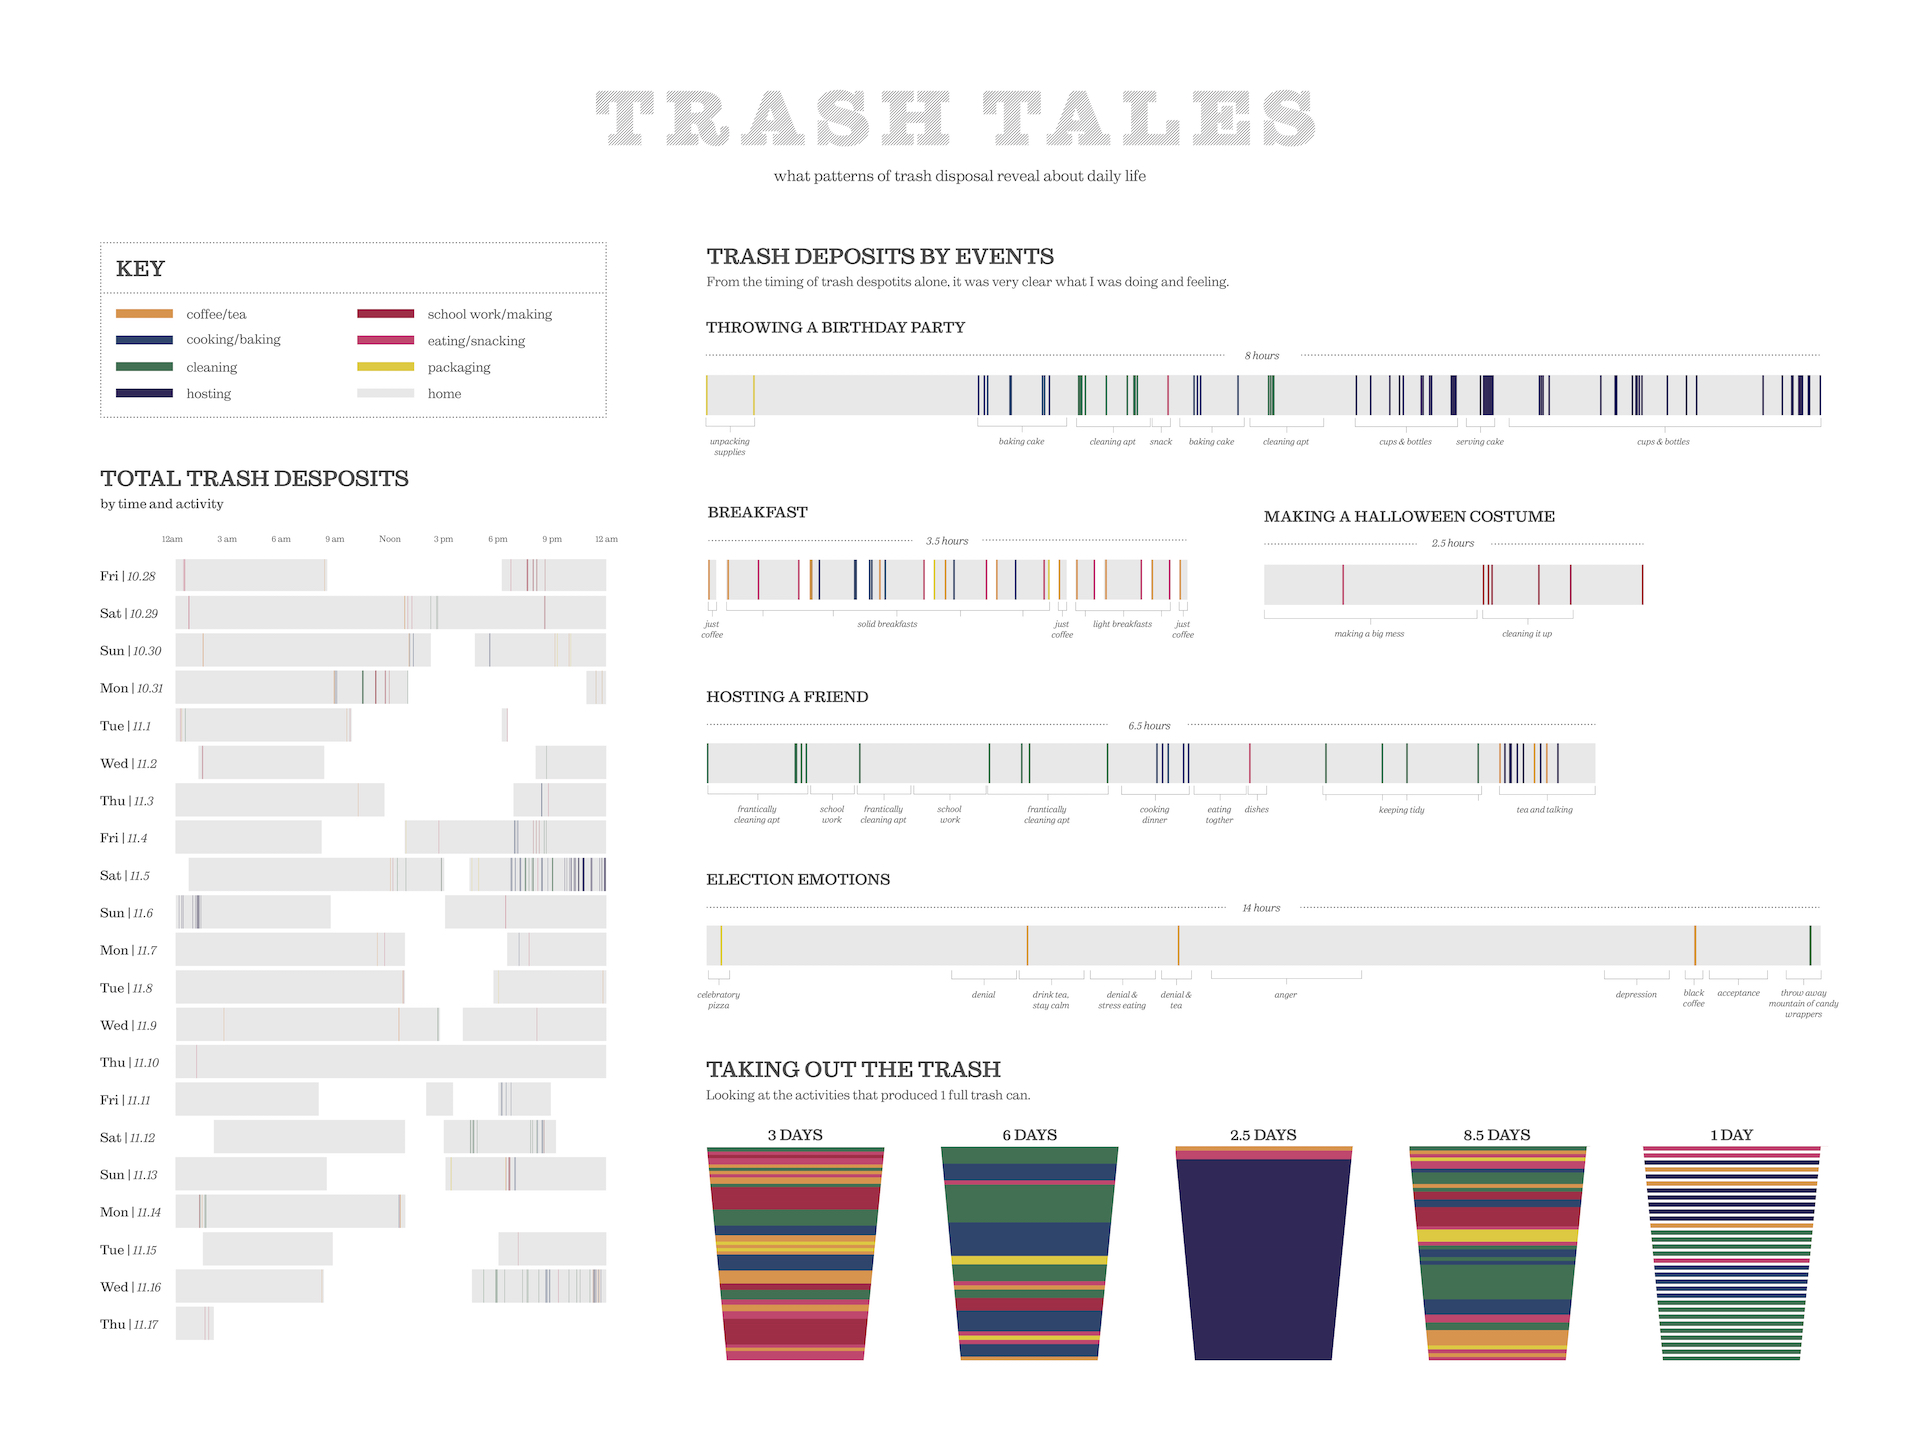 TRASH TALES
what patterns of trash disposal reveal about daily life
KEY
coffee/tea
cooking/baking
cleaning
hosting
school work/making
eating/snacking
packaging
home
TOTAL TRASH DESPOSITS
by time and activity
12am 3 am 6 am 9 am Noon 3 pm 6 pm 9 pm 12 am
Fri | 10.28
Sat | 10.29
Sun | 10.30
Mon | 10.31
Tue | 11.1
Wed | 11.2
Thu | 11.3
Fri | 11.4
Sat | 11.5
Sun | 11.6
Mon | 11.7
Tue | 11.8
Wed | 11.9
Thu | 11.10
Fri | 11.11
Sat | 11.12
Sun | 11.13
Mon | 11.14
Tue | 11.15
Wed | 11.16
Thu | 11.17
TRASH DEPOSITS BY EVENTS
From the timing of trash despotits alone, it was very clear what I was doing and feeling.
THROWING A BIRTHDAY PARTY
8 hours
unpacking
supplies
baking cake
cleaning apt
snack
baking cake
cleaning apt
cups & bottles
serving cake
cups & bottles
BREAKFAST
3.5 hours
just
coffee
solid breakfasts
just
coffee
light breakfasts
just
coffee
MAKING A HALLOWEEN COSTUME
2.5 hours
making a big mess
cleaning it up
HOSTING A FRIEND
6.5 hours
frantically
cleaning apt
school
work
frantically
cleaning apt
school
work
frantically
cleaning apt
cooking
dinner
eating
togther
dishes
keeping tidy
tea and talking
ELECTION EMOTIONS
14 hours
celebratory
pizza
denial
drink tea,
stay calm
denial &
stress eating
denial &
tea
anger
depression
black
coffee
acceptance
throw away
mountain of candy
wrappers
TAKING OUT THE TRASH
Looking at the activities that produced 1 full trash can.
3 DAYS
6 DAYS
2.5 DAYS
8.5 DAYS
1 DAY